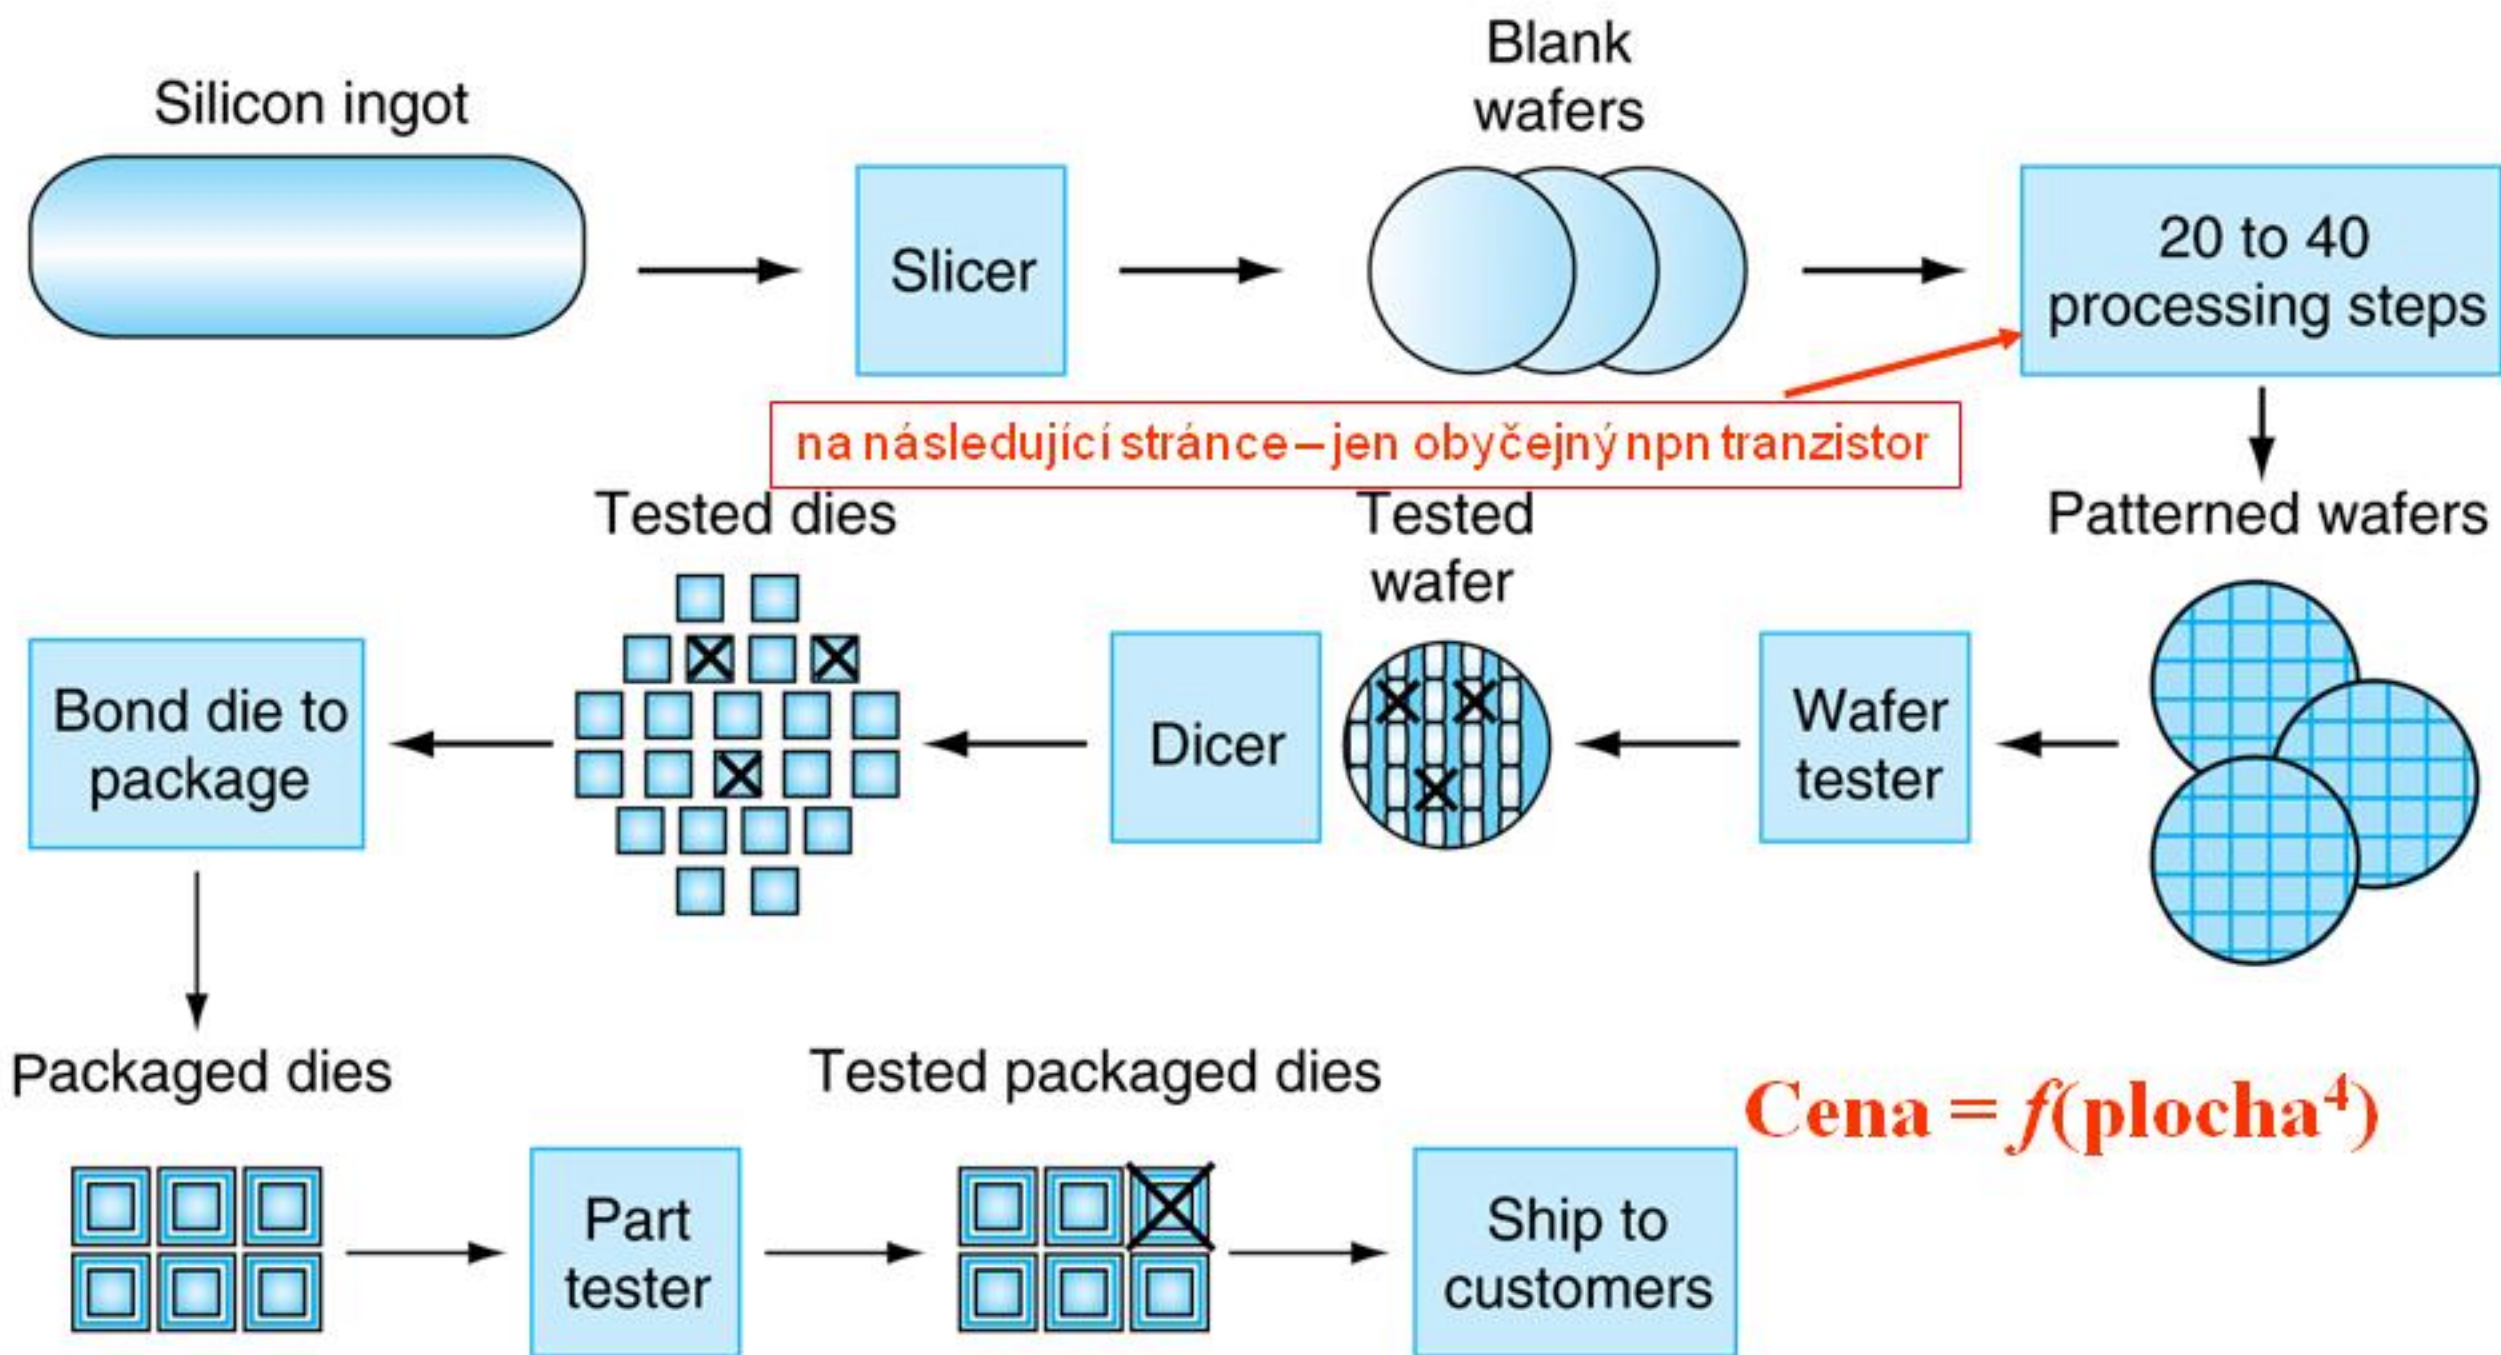 Silicon ingot
Slicer
Blank
wafers
20 to 40
processing steps
na následující stránce – jen obyčejný npn tranzistor
Tested dies
Tested
wafer
Patterned wafers
Bond die to
package
Dicer
Wafer
tester
Packaged dies
Tested packaged dies
Cena = f(plocha⁴)
Part
tester
Ship to
customers